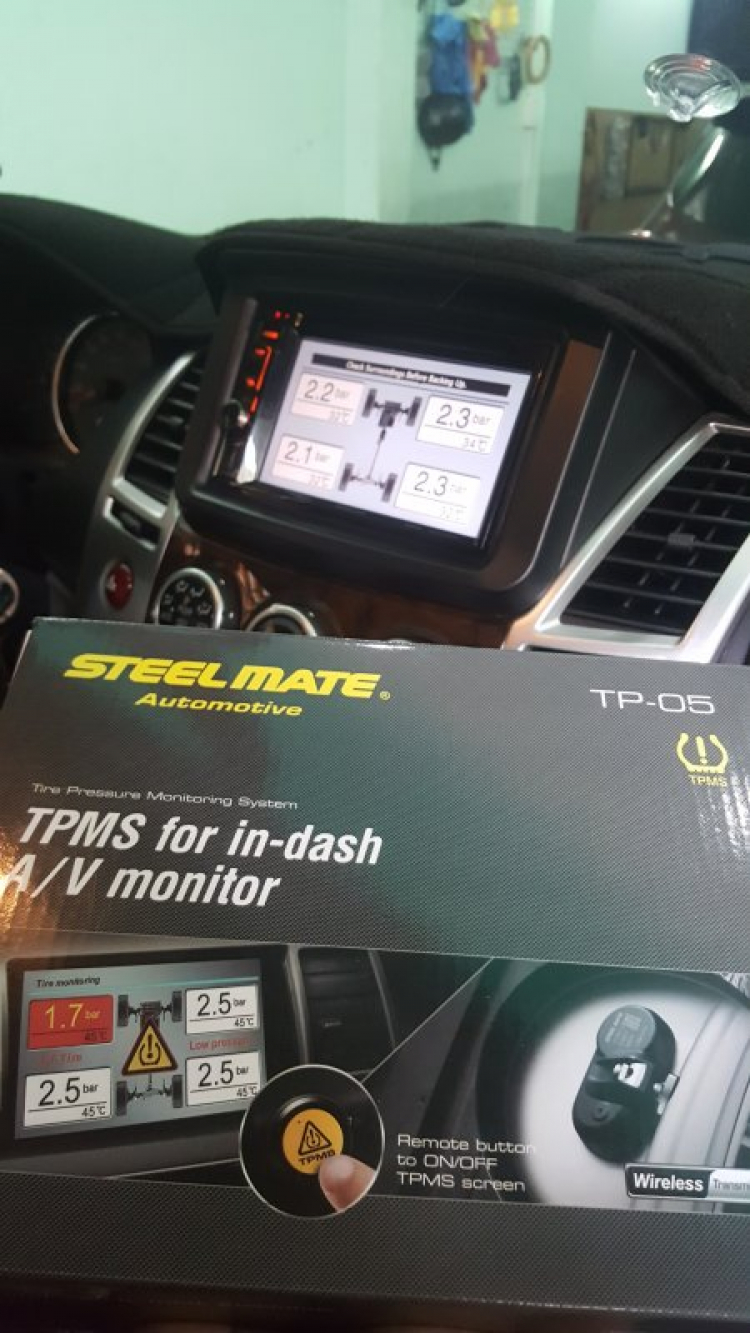 Check Surroundings Before Backing Up.
2.2 bar
2.3 bar
34°C
2.1 bar
2.3 bar
STEEL MATE®
Automotive
TP-05
TPMS
Tire Pressure Monitoring System
TPMS for in-dash
A/V monitor
Tire monitoring
1.7 bar
45°C
2.5 bar
45°C
Tire
Low pressure
2.5 bar
45°C
2.5 bar
45°C
TPMS
Remote button
to ON/OFF
TPMS screen
Wireless